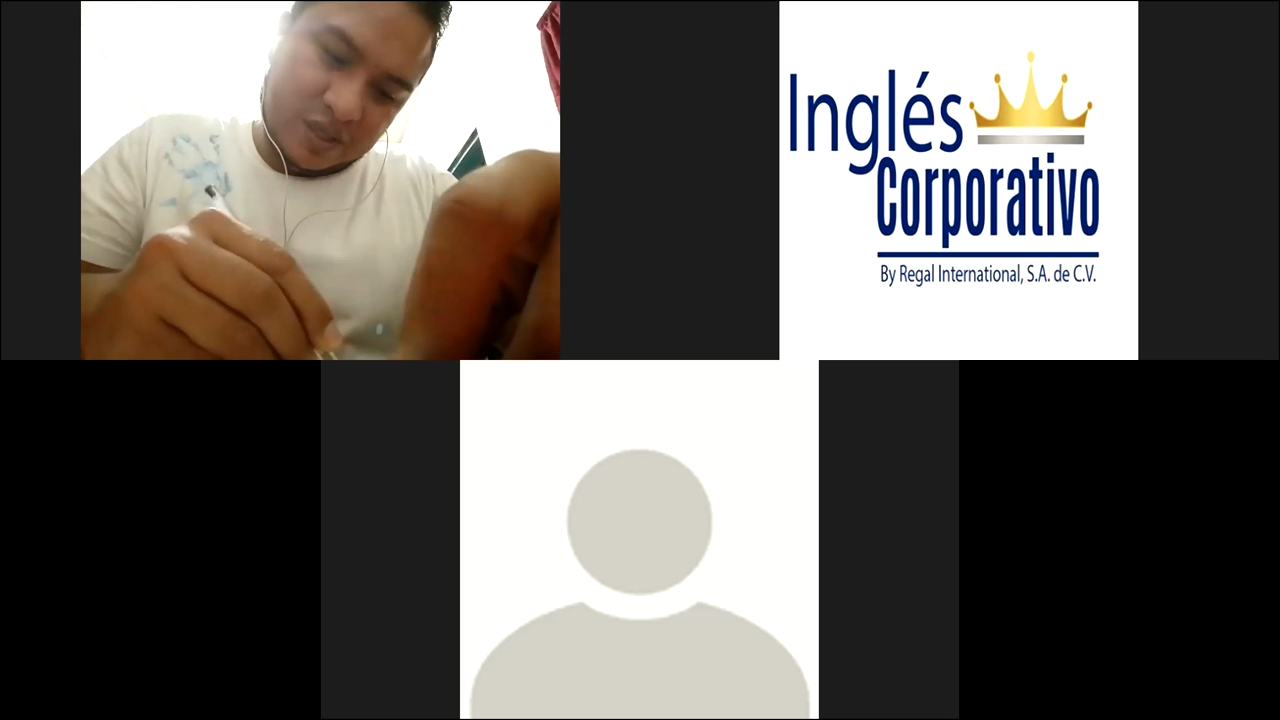 Inglés
Corporativo
By Regal International, S.A. de C.V.